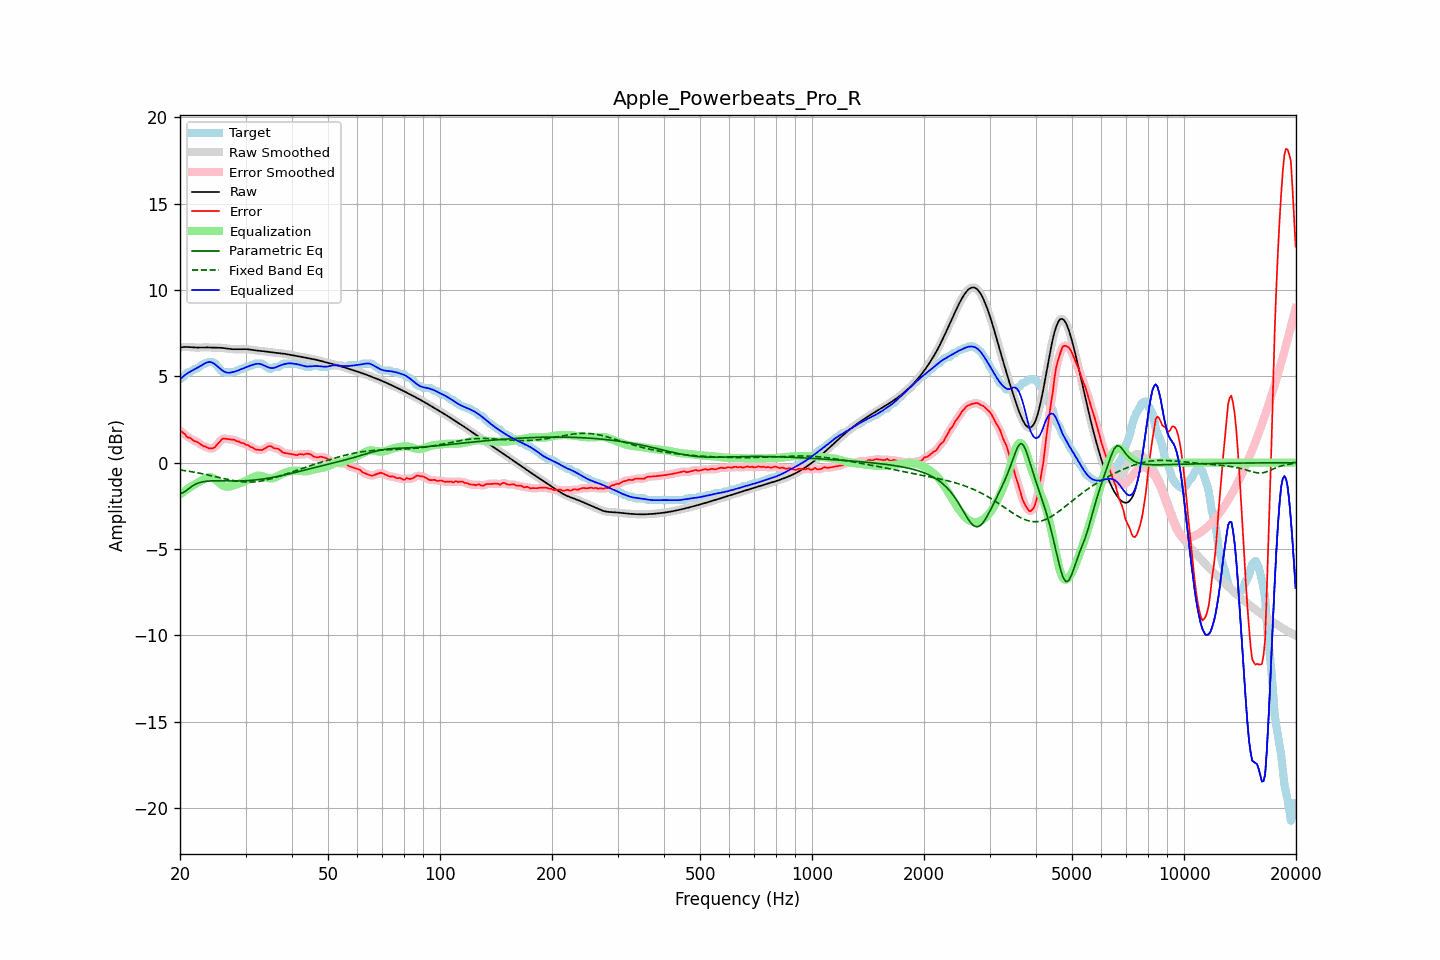 Apple_Powerbeats_Pro_R
Target
Raw Smoothed
Error Smoothed
Raw
Error
Equalization
Parametric Eq
Fixed Band Eq
Equalized
Amplitude (dBr)
20
15
10
5
0
−5
−10
−15
−20
20 50 100 200 500 1000 2000 5000 10000 20000
Frequency (Hz)